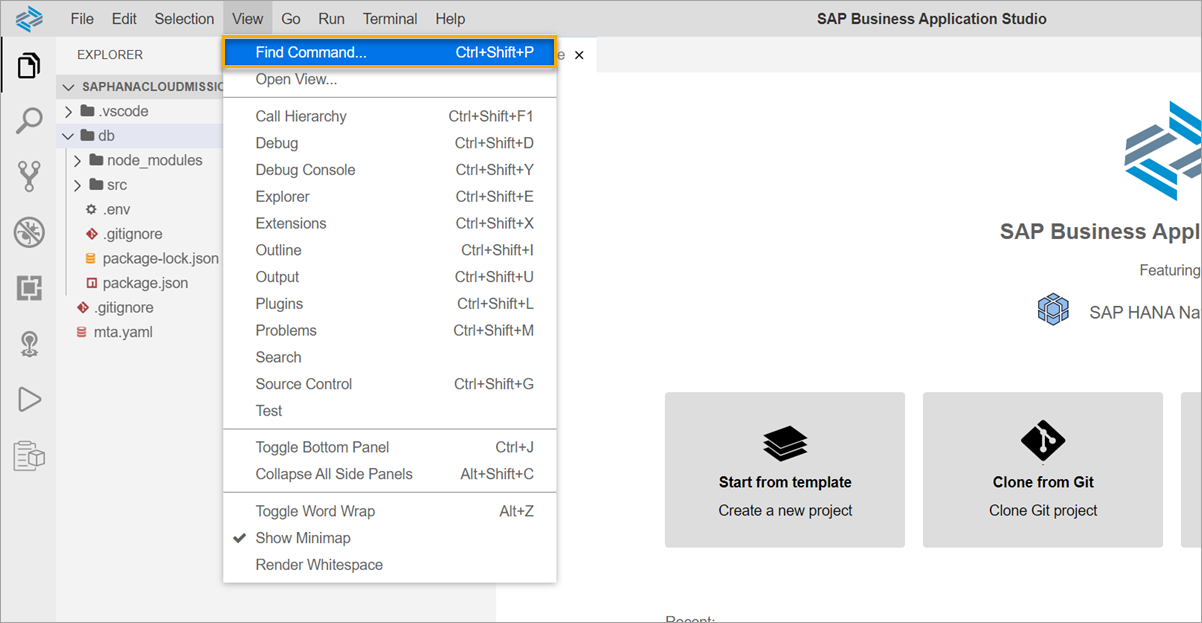 File Edit Selection View Go Run Terminal Help SAP Business Application Studio
EXPLORER
SAPHANACLOUDMISSIO
.vscode
db
node_modules
src
.env
.gitignore
package-lock.json
package.json
.gitignore
mta.yaml
Find Command... Ctrl+Shift+P
Open View...
Call Hierarchy Ctrl+Shift+F1
Debug Ctrl+Shift+D
Debug Console Ctrl+Shift+Y
Explorer Ctrl+Shift+E
Extensions Ctrl+Shift+X
Outline Ctrl+Shift+I
Output Ctrl+Shift+U
Plugins Ctrl+Shift+L
Problems Ctrl+Shift+M
Search
Source Control Ctrl+Shift+G
Test
Toggle Bottom Panel Ctrl+J
Collapse All Side Panels Alt+Shift+C
Toggle Word Wrap Alt+Z
Show Minimap
Render Whitespace
e
SAP Business Appl
Featuring
SAP HANA Na
Start from template
Create a new project
Clone from Git
Clone Git project
Recent: